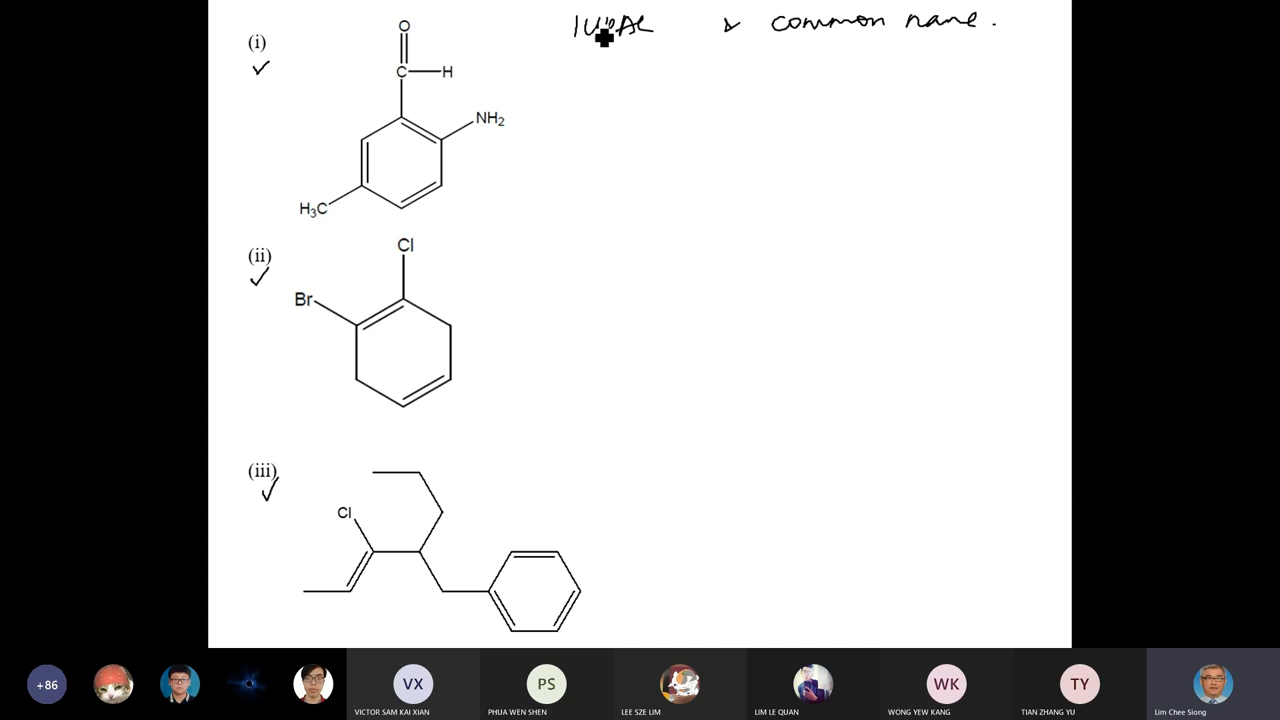 IUPAC & common name.
(i)
O
C H
NH2
H3C
(ii)
Cl
Br
(iii)
Cl
+86
VX
PS
WK
TY
VICTOR SAM KAI XIAN
PHUA WEN SHEN
LEE SZE LIM
LIM LE QUAN
WONG YEW KANG
TIAN ZHANG YU
Lim Chee Siong